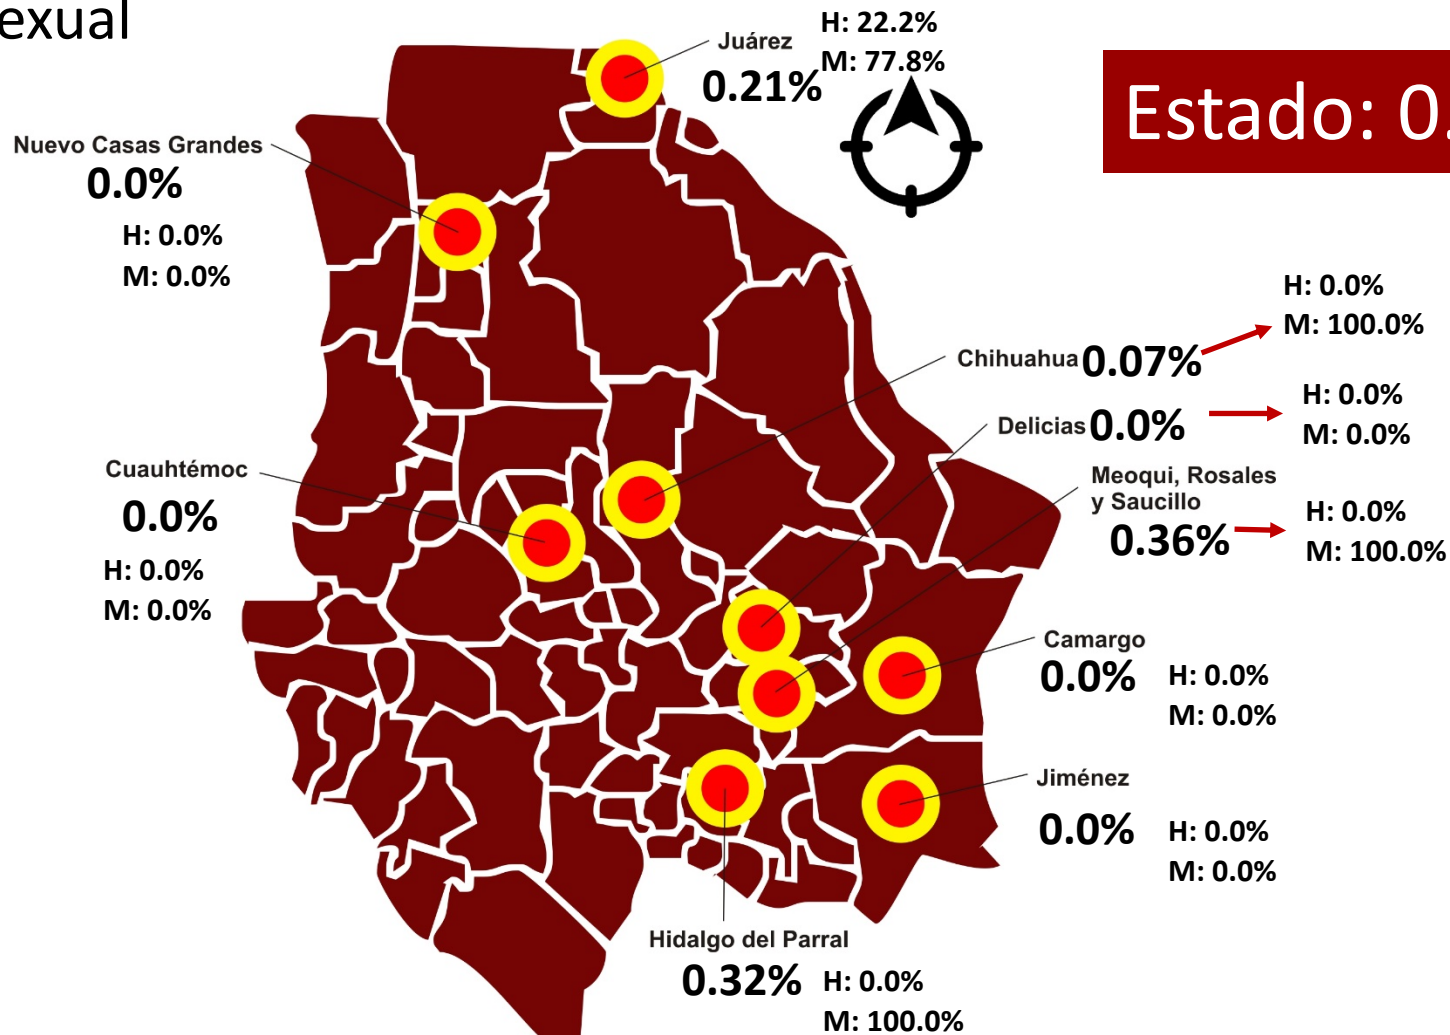 exual
Juárez
0.21%
H: 22.2%
M: 77.8%
Estado: 0.
Nuevo Casas Grandes
0.0%
H: 0.0%
M: 0.0%
Chihuahua 0.07%
H: 0.0%
M: 100.0%
Delicias 0.0%
H: 0.0%
M: 0.0%
Cuauhtémoc
0.0%
H: 0.0%
M: 0.0%
Meoqui, Rosales
y Saucillo
0.36%
H: 0.0%
M: 100.0%
Camargo
0.0%
H: 0.0%
M: 0.0%
Jiménez
0.0%
H: 0.0%
M: 0.0%
Hidalgo del Parral
0.32%
H: 0.0%
M: 100.0%